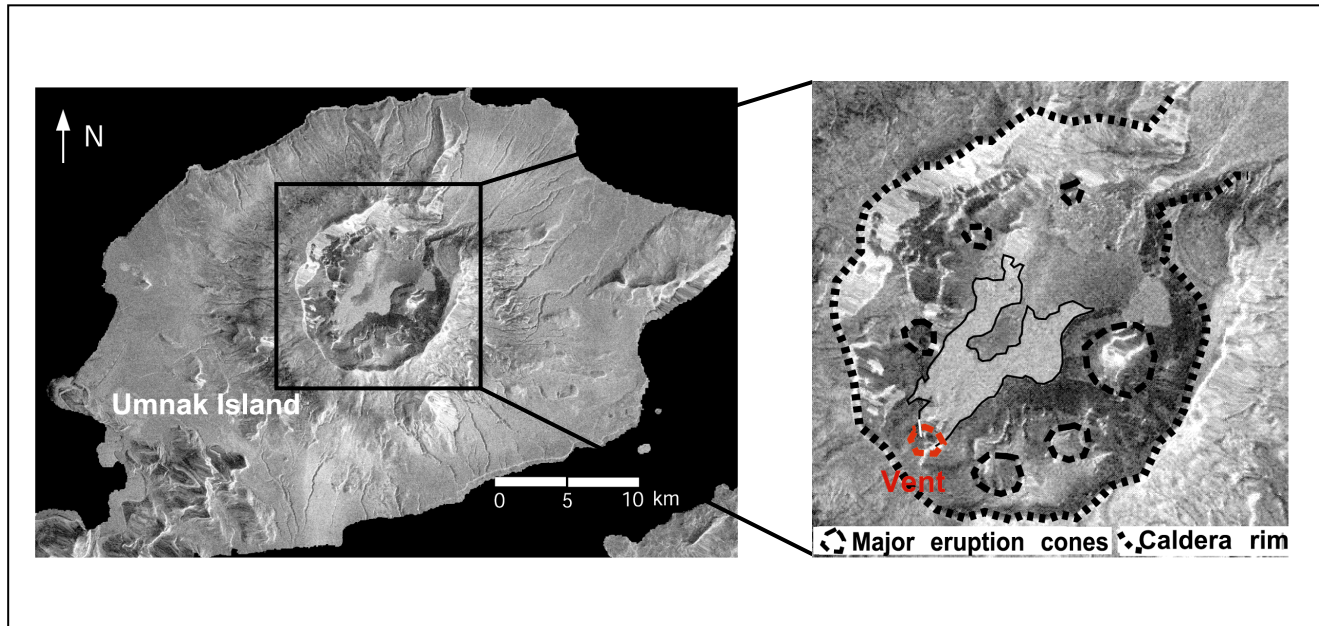 N
Umnak Island
0 5 10 km
Vent
Major eruption cones
Caldera rim